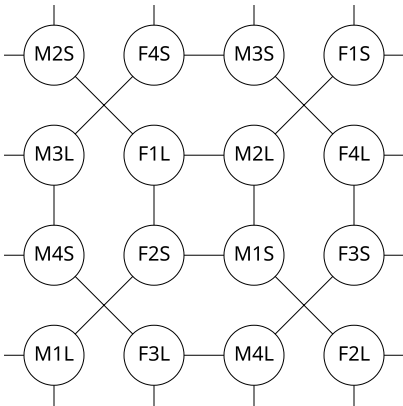 M2S F4S M3S F1S
M3L F1L M2L F4L
M4S F2S M1S F3S
M1L F3L M4L F2L